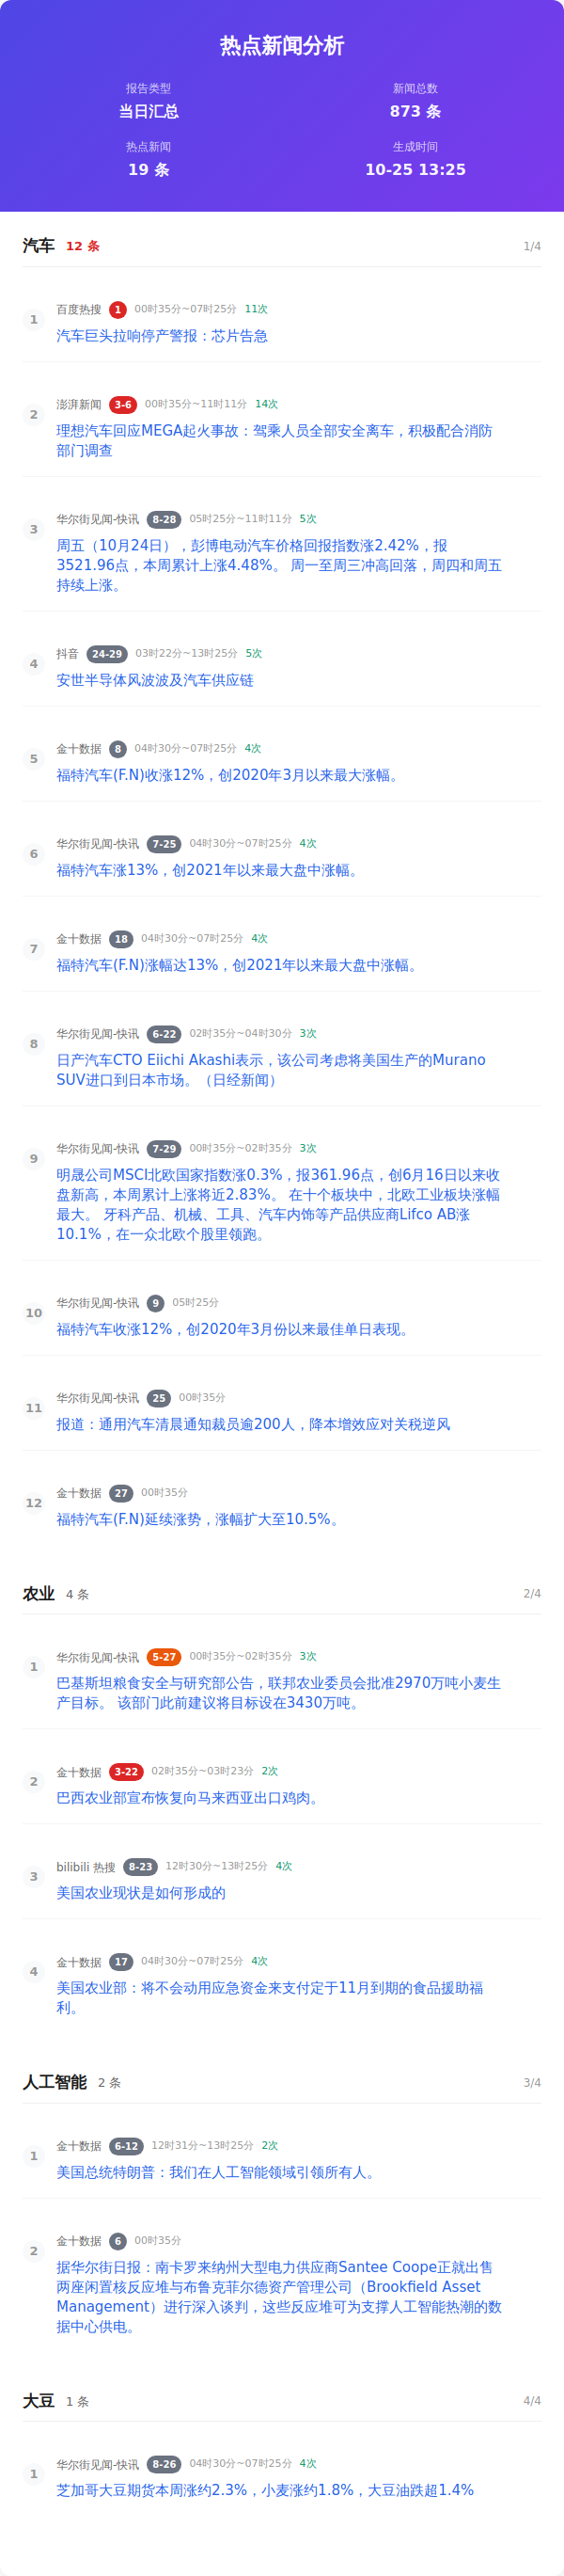 热点新闻分析
报告类型
当日汇总
新闻总数
873 条
热点新闻
19 条
生成时间
10-25 13:25
汽车 12 条 1/4
1 百度热搜 1 00时35分~07时25分 11次
汽车巨头拉响停产警报：芯片告急
2 澎湃新闻 3-6 00时35分~11时11分 14次
理想汽车回应MEGA起火事故：驾乘人员全部安全离车，积极配合消防
部门调查
3 华尔街见闻-快讯 8-28 05时25分~11时11分 5次
周五（10月24日），彭博电动汽车价格回报指数涨2.42%，报
3521.96点，本周累计上涨4.48%。 周一至周三冲高回落，周四和周五
持续上涨。
4 抖音 24-29 03时22分~13时25分 5次
安世半导体风波波及汽车供应链
5 金十数据 8 04时30分~07时25分 4次
福特汽车(F.N)收涨12%，创2020年3月以来最大涨幅。
6 华尔街见闻-快讯 7-25 04时30分~07时25分 4次
福特汽车涨13%，创2021年以来最大盘中涨幅。
7 金十数据 18 04时30分~07时25分 4次
福特汽车(F.N)涨幅达13%，创2021年以来最大盘中涨幅。
8 华尔街见闻-快讯 6-22 02时35分~04时30分 3次
日产汽车CTO Eiichi Akashi表示，该公司考虑将美国生产的Murano
SUV进口到日本市场。（日经新闻）
9 华尔街见闻-快讯 7-29 00时35分~02时35分 3次
明晟公司MSCI北欧国家指数涨0.3%，报361.96点，创6月16日以来收
盘新高，本周累计上涨将近2.83%。 在十个板块中，北欧工业板块涨幅
最大。 牙科产品、机械、工具、汽车内饰等产品供应商Lifco AB涨
10.1%，在一众北欧个股里领跑。
10 华尔街见闻-快讯 9 05时25分
福特汽车收涨12%，创2020年3月份以来最佳单日表现。
11 华尔街见闻-快讯 25 00时35分
报道：通用汽车清晨通知裁员逾200人，降本增效应对关税逆风
12 金十数据 27 00时35分
福特汽车(F.N)延续涨势，涨幅扩大至10.5%。
农业 4 条 2/4
1 华尔街见闻-快讯 5-27 00时35分~02时35分 3次
巴基斯坦粮食安全与研究部公告，联邦农业委员会批准2970万吨小麦生
产目标。 该部门此前建议将目标设在3430万吨。
2 金十数据 3-22 02时35分~03时23分 2次
巴西农业部宣布恢复向马来西亚出口鸡肉。
3 bilibili 热搜 8-23 12时30分~13时25分 4次
美国农业现状是如何形成的
4 金十数据 17 04时30分~07时25分 4次
美国农业部：将不会动用应急资金来支付定于11月到期的食品援助福
利。
人工智能 2 条 3/4
1 金十数据 6-12 12时31分~13时25分 2次
美国总统特朗普：我们在人工智能领域引领所有人。
2 金十数据 6 00时35分
据华尔街日报：南卡罗来纳州大型电力供应商Santee Coope正就出售
两座闲置核反应堆与布鲁克菲尔德资产管理公司（Brookfield Asset
Management）进行深入谈判，这些反应堆可为支撑人工智能热潮的数
据中心供电。
大豆 1 条 4/4
1 华尔街见闻-快讯 8-26 04时30分~07时25分 4次
芝加哥大豆期货本周涨约2.3%，小麦涨约1.8%，大豆油跌超1.4%